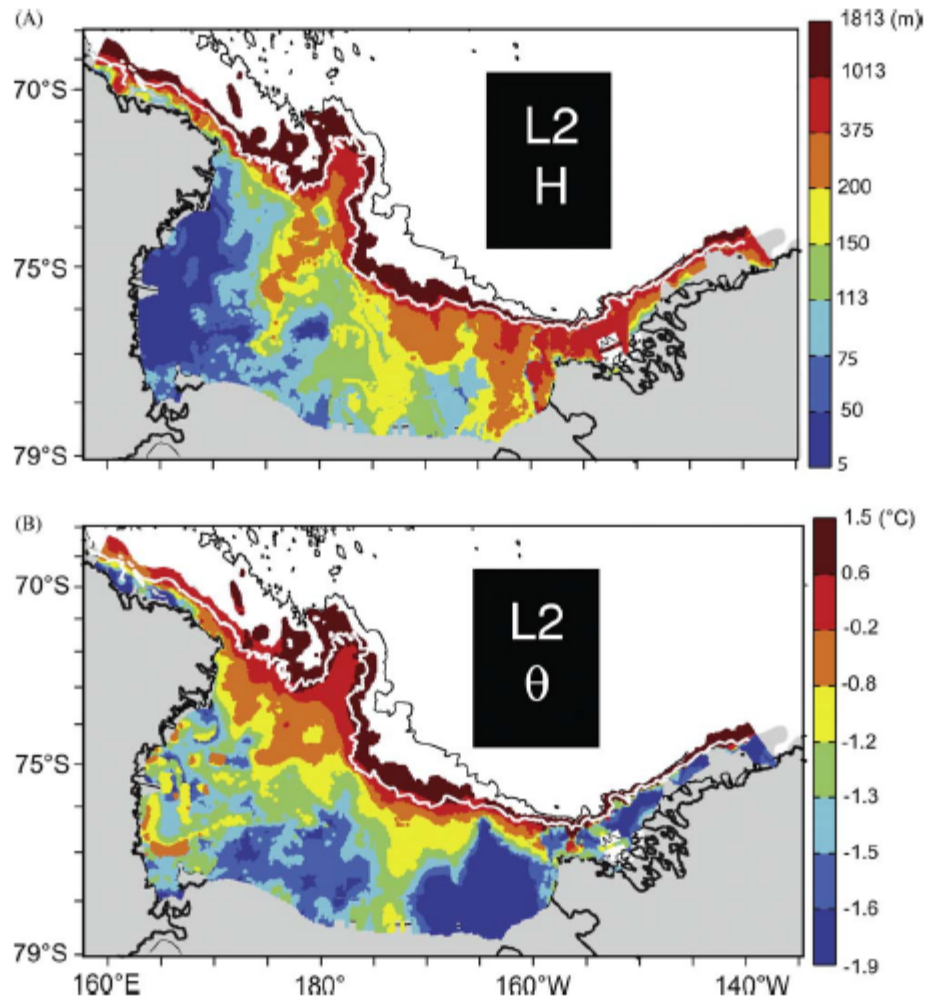 (A)
1813 (m)
70°S
1013
L2
375
H
200
75°S
150
113
75
50
79°S
5
(B)
1.5 (°C)
0.6
70°S
-0.2
L2
-0.8
θ
-1.2
75°S
-1.3
-1.5
-1.6
79°S
-1.9
160°E
180°
160°W
140°W